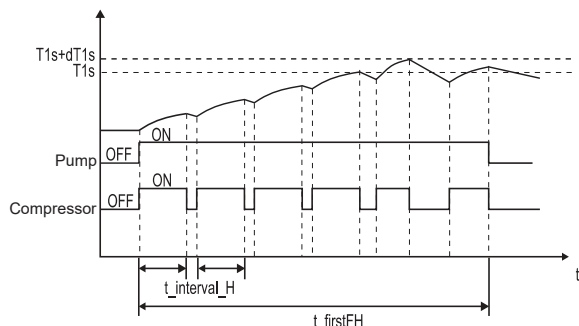 T1s+dT1s
T1s
ON
OFF
Pump
ON
OFF
Compressor
t
t_interval_H
t_firstFH